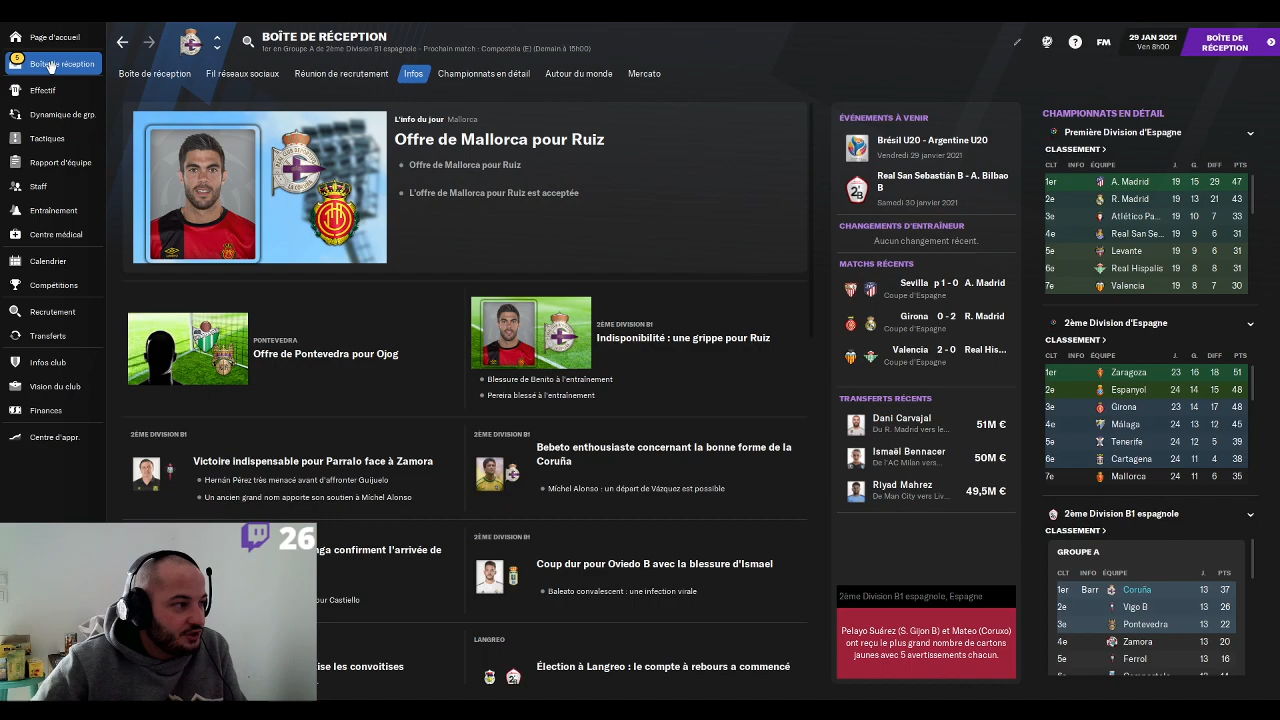 Page d'accueil
5
Boîte de réception
Effectif
Dynamique de grp.
Tactiques
Rapport d'équipe
Staff
Entraînement
Centre médical
Calendrier
Compétitions
Recrutement
Transferts
Infos club
Vision du club
Finances
Centre d'appr.
BOÎTE DE RÉCEPTION
1er en Groupe A de 2ème Division B1 espagnole - Prochain match : Compostela (E) (Demain à 15h00)
FM
29 JAN 2021
Ven 8h00
BOÎTE DE
RÉCEPTION
Boîte de réception Fil réseaux sociaux Réunion de recrutement Infos Championnats en détail Autour du monde Mercato
L'info du jour Mallorca
Offre de Mallorca pour Ruiz
Offre de Mallorca pour Ruiz
L'offre de Mallorca pour Ruiz est acceptée
PONTEVEDRA
Offre de Pontevedra pour Ojog
2ÈME DIVISION B1
Indisponibilité : une grippe pour Ruiz
Blessure de Benito à l'entraînement
Pereira blessé à l'entraînement
2ÈME DIVISION B1
Victoire indispensable pour Parralo face à Zamora
Hernán Pérez très menacé avant d'affronter Guijuelo
Un ancien grand nom apporte son soutien à Míchel Alonso
2ÈME DIVISION B1
Bebeto enthousiaste concernant la bonne forme de la
Coruña
Míchel Alonso : un départ de Vázquez est possible
nga confirment l'arrivée de
our Castiello
2ÈME DIVISION B1
Coup dur pour Oviedo B avec la blessure d'Ismael
Baleato convalescent : une infection virale
ise les convoitises
LANGREO
Élection à Langreo : le compte à rebours a commencé
26
ÉVÉNEMENTS À VENIR
Brésil U20 - Argentine U20
Vendredi 29 janvier 2021
Real San Sebastián B - A. Bilbao
B
Samedi 30 janvier 2021
CHANGEMENTS D'ENTRAÎNEUR
Aucun changement récent.
MATCHS RÉCENTS
Sevilla p 1 - 0 A. Madrid
Coupe d'Espagne
Girona 0 - 2 R. Madrid
Coupe d'Espagne
Valencia 2 - 0 Real His...
Coupe d'Espagne
TRANSFERTS RÉCENTS
Dani Carvajal
Du R. Madrid vers le...
51M €
Ismaël Bennacer
De l'AC Milan vers...
50M €
Riyad Mahrez
De Man City vers Liv...
49,5M €
2ème Division B1 espagnole, Espagne
Pelayo Suárez (S. Gijon B) et Mateo (Coruxo)
ont reçu le plus grand nombre de cartons
jaunes avec 5 avertissements chacun.
CHAMPIONNATS EN DÉTAIL
Première Division d'Espagne
CLASSEMENT >
CLT INFO ÉQUIPE J. G DIFF PTS
1er A. Madrid 19 15 29 47
2e R. Madrid 19 13 21 43
3e Atlético Pa... 19 10 7 33
4e Real San Se... 19 9 6 31
5e Levante 19 9 6 31
6e Real Hispalis 19 8 8 31
7e Valencia 19 8 7 30
2ème Division d'Espagne
CLASSEMENT >
CLT INFO ÉQUIPE J. G DIFF PTS
1er Zaragoza 23 16 18 51
2e Espanyol 24 14 15 48
3e Girona 23 14 17 48
4e Málaga 24 13 12 45
5e Tenerife 24 12 5 39
6e Cartagena 24 11 4 38
7e Mallorca 24 11 6 35
2ème Division B1 espagnole
CLASSEMENT >
GROUPE A
CLT INFO ÉQUIPE J. PTS
1er Barr Coruña 13 37
2e Vigo B 13 26
3e Pontevedra 13 22
4e Zamora 13 20
5e Ferrol 13 16